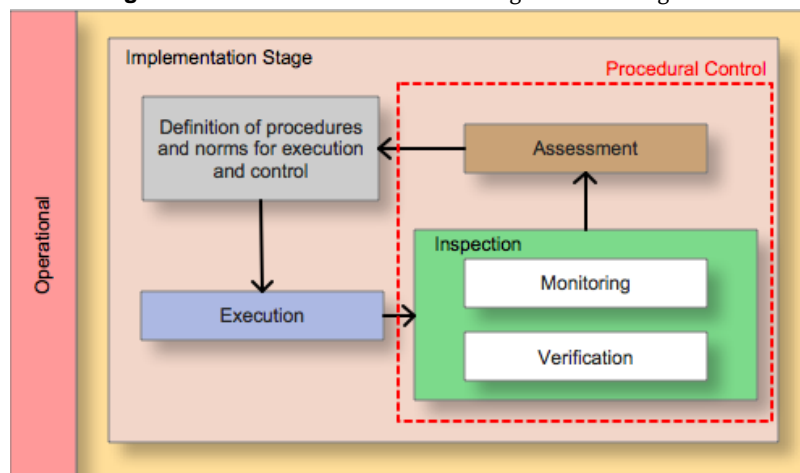 Implementation Stage
Procedural Control
Definition of procedures
and norms for execution
and control
Assessment
Operational
Inspection
Monitoring
Execution
Verification